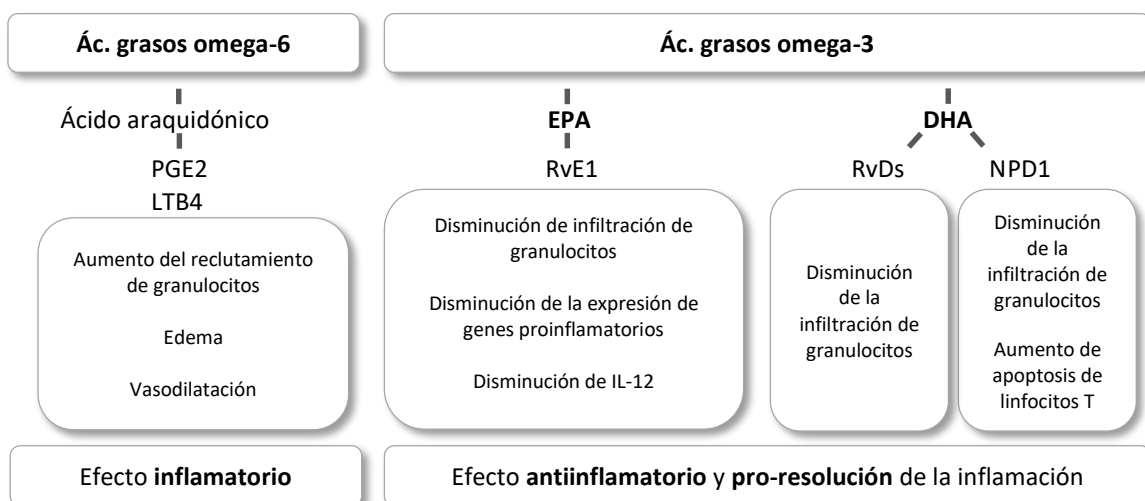 Ác. grasos omega-6
Ác. grasos omega-3
Ácido araquidónico
EPA
DHA
PGE2
LTB4
RvE1
RvDs
NPD1
Aumento del reclutamiento
de granulocitos
Edema
Vasodilatación
Disminución de infiltración de
granulocitos
Disminución de la expresión de
genes proinflamatorios
Disminución de IL-12
Disminución
de la
infiltración de
granulocitos
Disminución
de la
infiltración de
granulocitos
Aumento de
apoptosis de
linfocitos T
Efecto inflamatorio
Efecto antiinflamatorio y pro-resolución de la inflamación